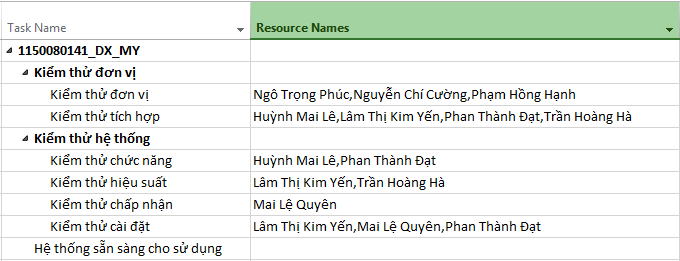 Task Name Resource Names
1150080141_DX_MY
Kiểm thử đơn vị
Kiểm thử đơn vị Ngô Trọng Phúc,Nguyễn Chí Cường,Phạm Hồng Hạnh
Kiểm thử tích hợp Huỳnh Mai Lê,Lâm Thị Kim Yến,Phan Thành Đạt,Trần Hoàng Hà
Kiểm thử hệ thống
Kiểm thử chức năng Huỳnh Mai Lê,Phan Thành Đạt
Kiểm thử hiệu suất Lâm Thị Kim Yến,Trần Hoàng Hà
Kiểm thử chấp nhận Mai Lệ Quyên
Kiểm thử cài đặt Lâm Thị Kim Yến,Mai Lệ Quyên,Phan Thành Đạt
Hệ thống sẵn sàng cho sử dụng